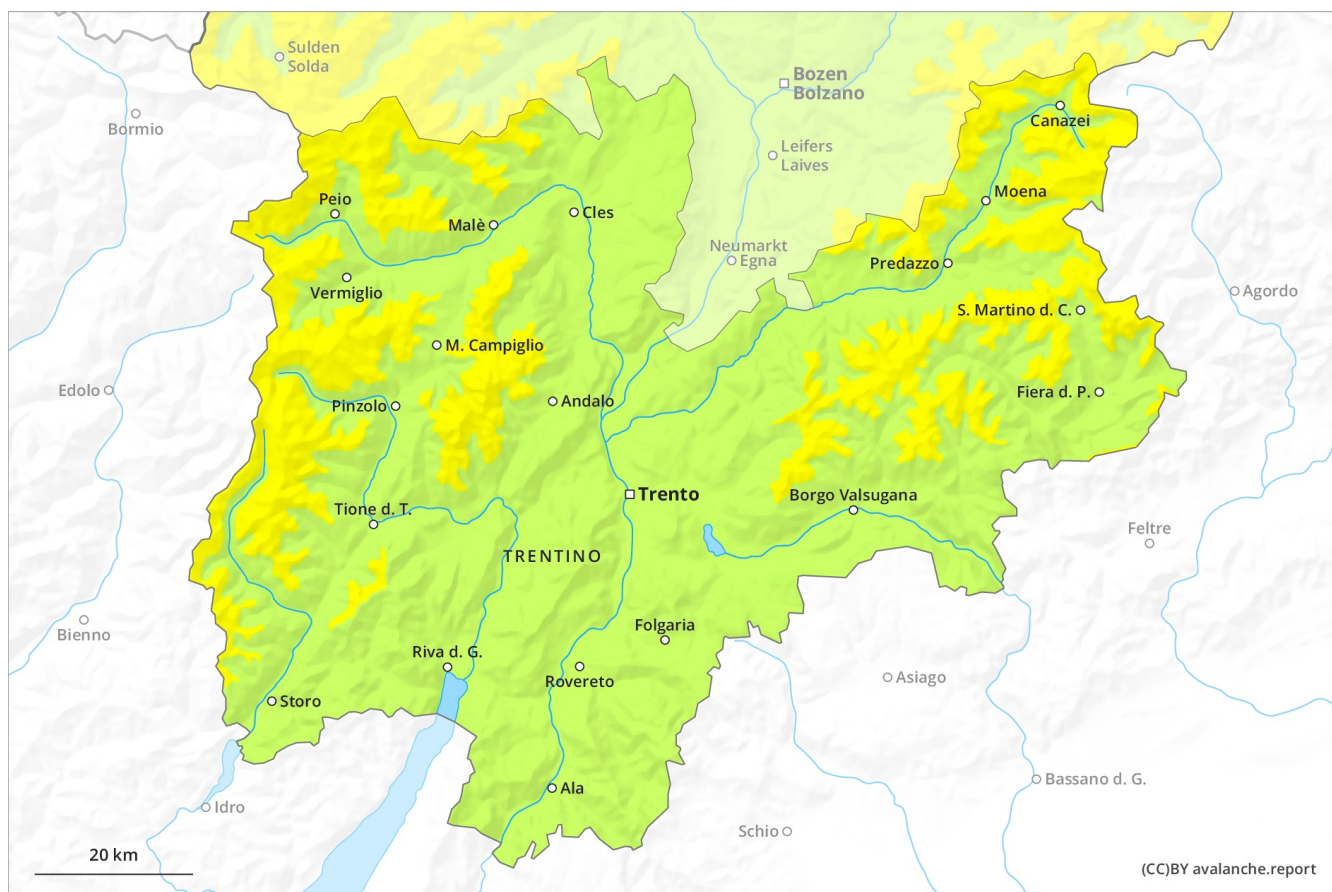 Sulden
Solda
Bozen
Bolzano
Bormio
Canazei
Leifers
Laives
Peio
Moena
Malè
Cles
Neumarkt
Egna
Predazzo
Vermiglio
Agordo
S. Martino d. C.
M. Campiglio
Edolo
Fiera d. P.
Pinzolo
Andalo
Trento
Borgo Valsugana
Tione d. T.
Feltre
TRENTINO
Bienno
Folgaria
Riva d. G.
Asiago
Rovereto
Storo
Bassano d. G.
Ala
Idro
Schio
20 km
(CC)BY avalanche.report